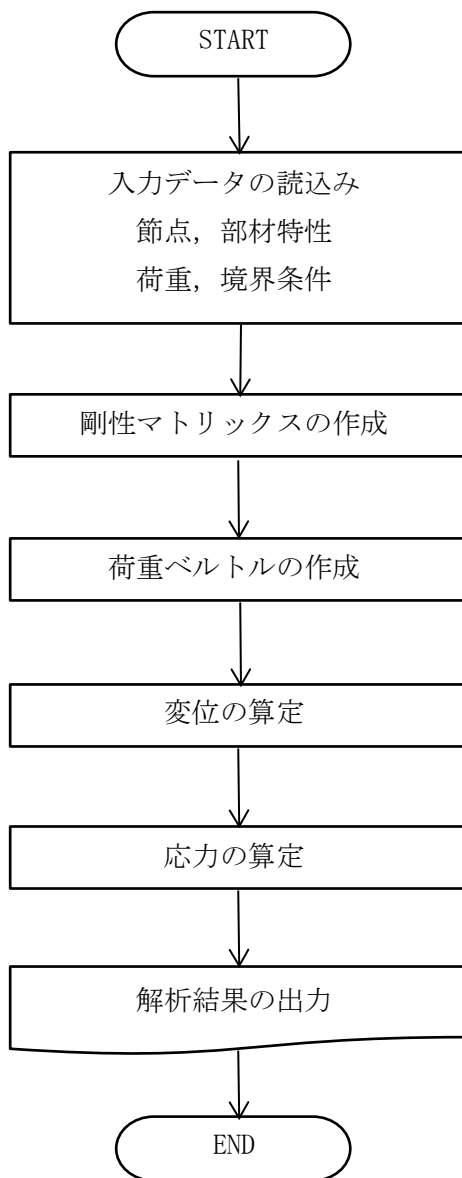 START
入力データの読込み
節点，部材特性
荷重，境界条件
剛性マトリックスの作成
荷重ベルトルの作成
変位の算定
応力の算定
解析結果の出力
END